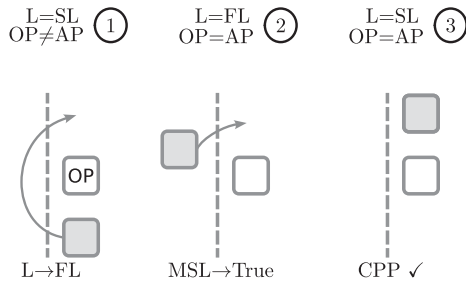 L=SL
OP≠AP
1
L=FL
OP=AP
2
L=SL
OP=AP
3
OP
L→FL
MSL→True
CPP ✓